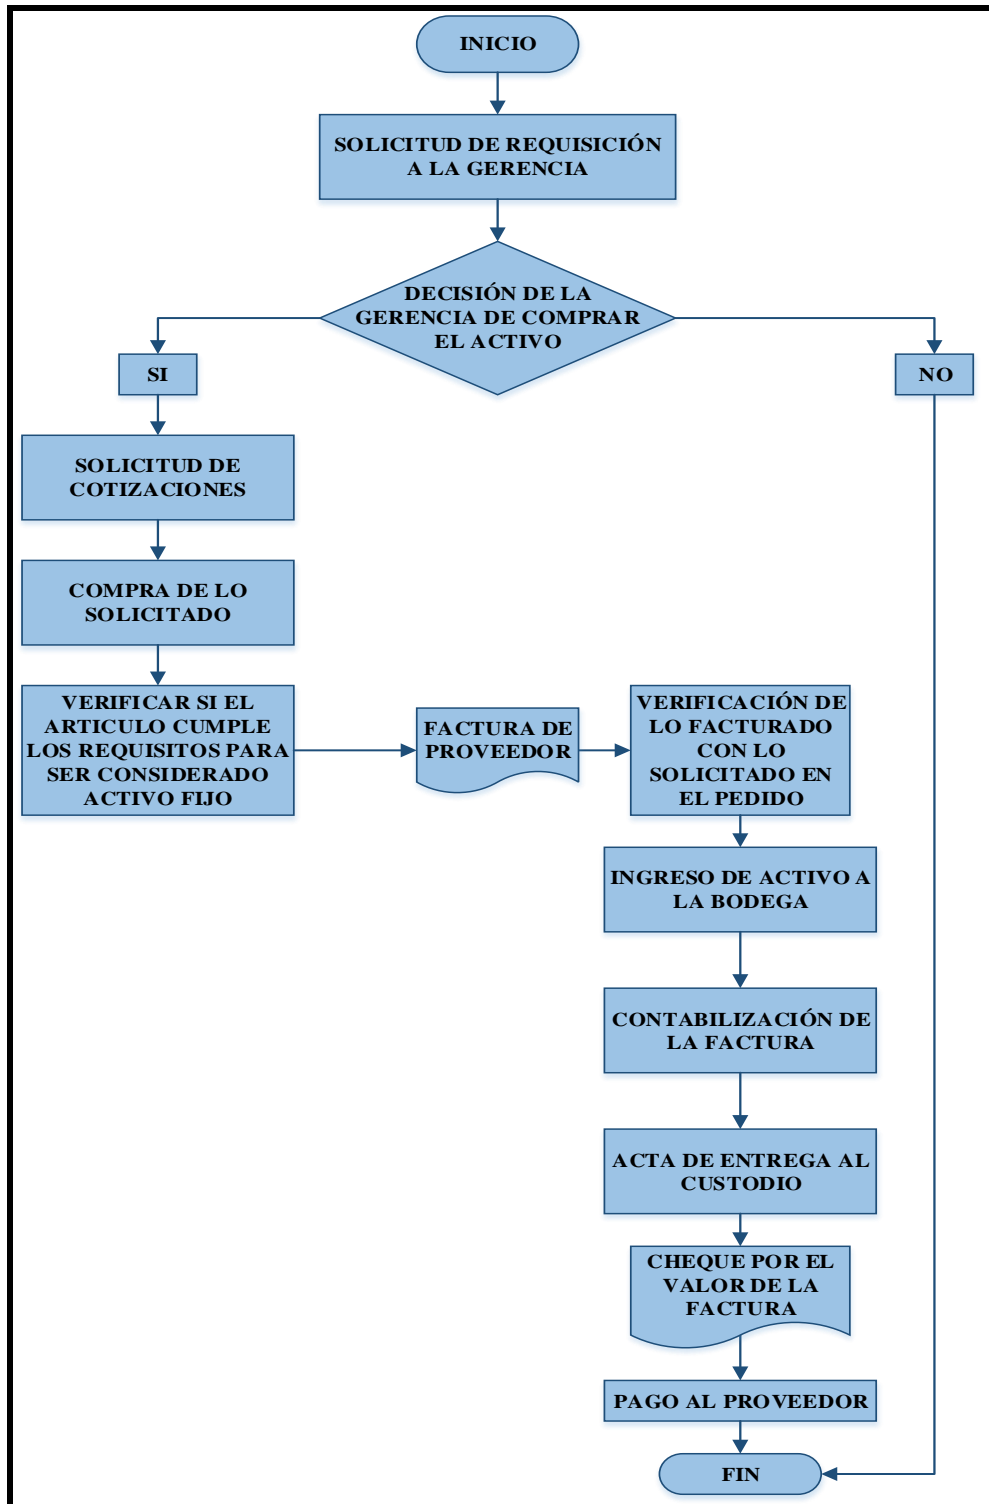 INICIO
SOLICITUD DE REQUISICIÓN
A LA GERENCIA
DECISIÓN DE LA
GERENCIA DE COMPRAR
EL ACTIVO
SI
NO
SOLICITUD DE
COTIZACIONES
COMPRA DE LO
SOLICITADO
VERIFICAR SI EL
ARTICULO CUMPLE
LOS REQUISITOS PARA
SER CONSIDERADO
ACTIVO FIJO
FACTURA DE
PROVEEDOR
VERIFICACIÓN DE
LO FACTURADO
CON LO
SOLICITADO EN
EL PEDIDO
INGRESO DE ACTIVO A
LA BODEGA
CONTABILIZACIÓN DE
LA FACTURA
ACTA DE ENTREGA AL
CUSTODIO
CHEQUE POR EL
VALOR DE LA
FACTURA
PAGO AL PROVEEDOR
FIN